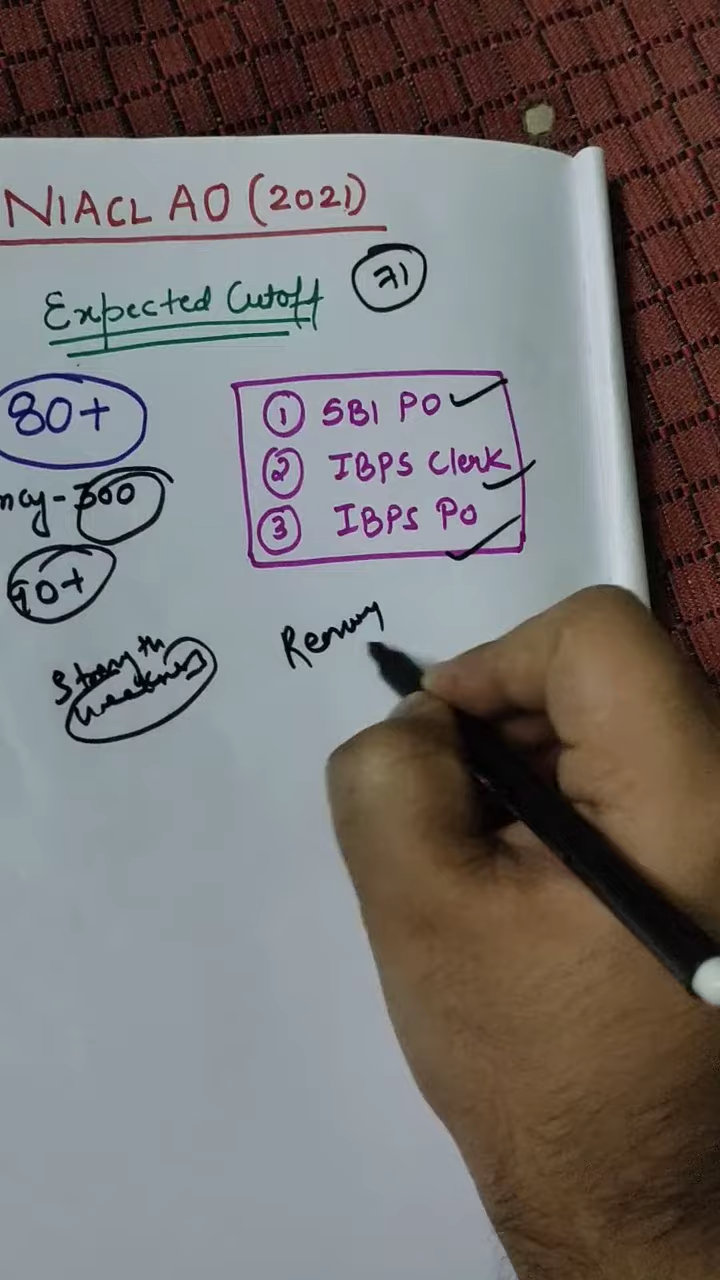 NIACL AO (2021)
Expected Cutoff 71
80+
① SBI PO
② IBPS Clerk
ncy-300
③ IBPS PO
90+
Strength
weakness